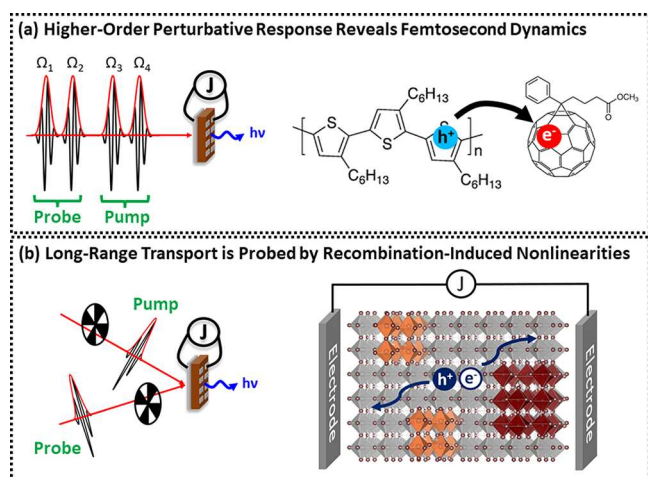 (a) Higher-Order Perturbative Response Reveals Femtosecond Dynamics
Ω1 Ω2 Ω3 Ω4
J
hν
Probe Pump
C6H13
C6H13
S
S
S
h+
n
C6H13
C6H13
OCH3
O
e-
(b) Long-Range Transport is Probed by Recombination-Induced Nonlinearities
Pump
J
hν
Probe
J
Electrode
h+ e-
Electrode